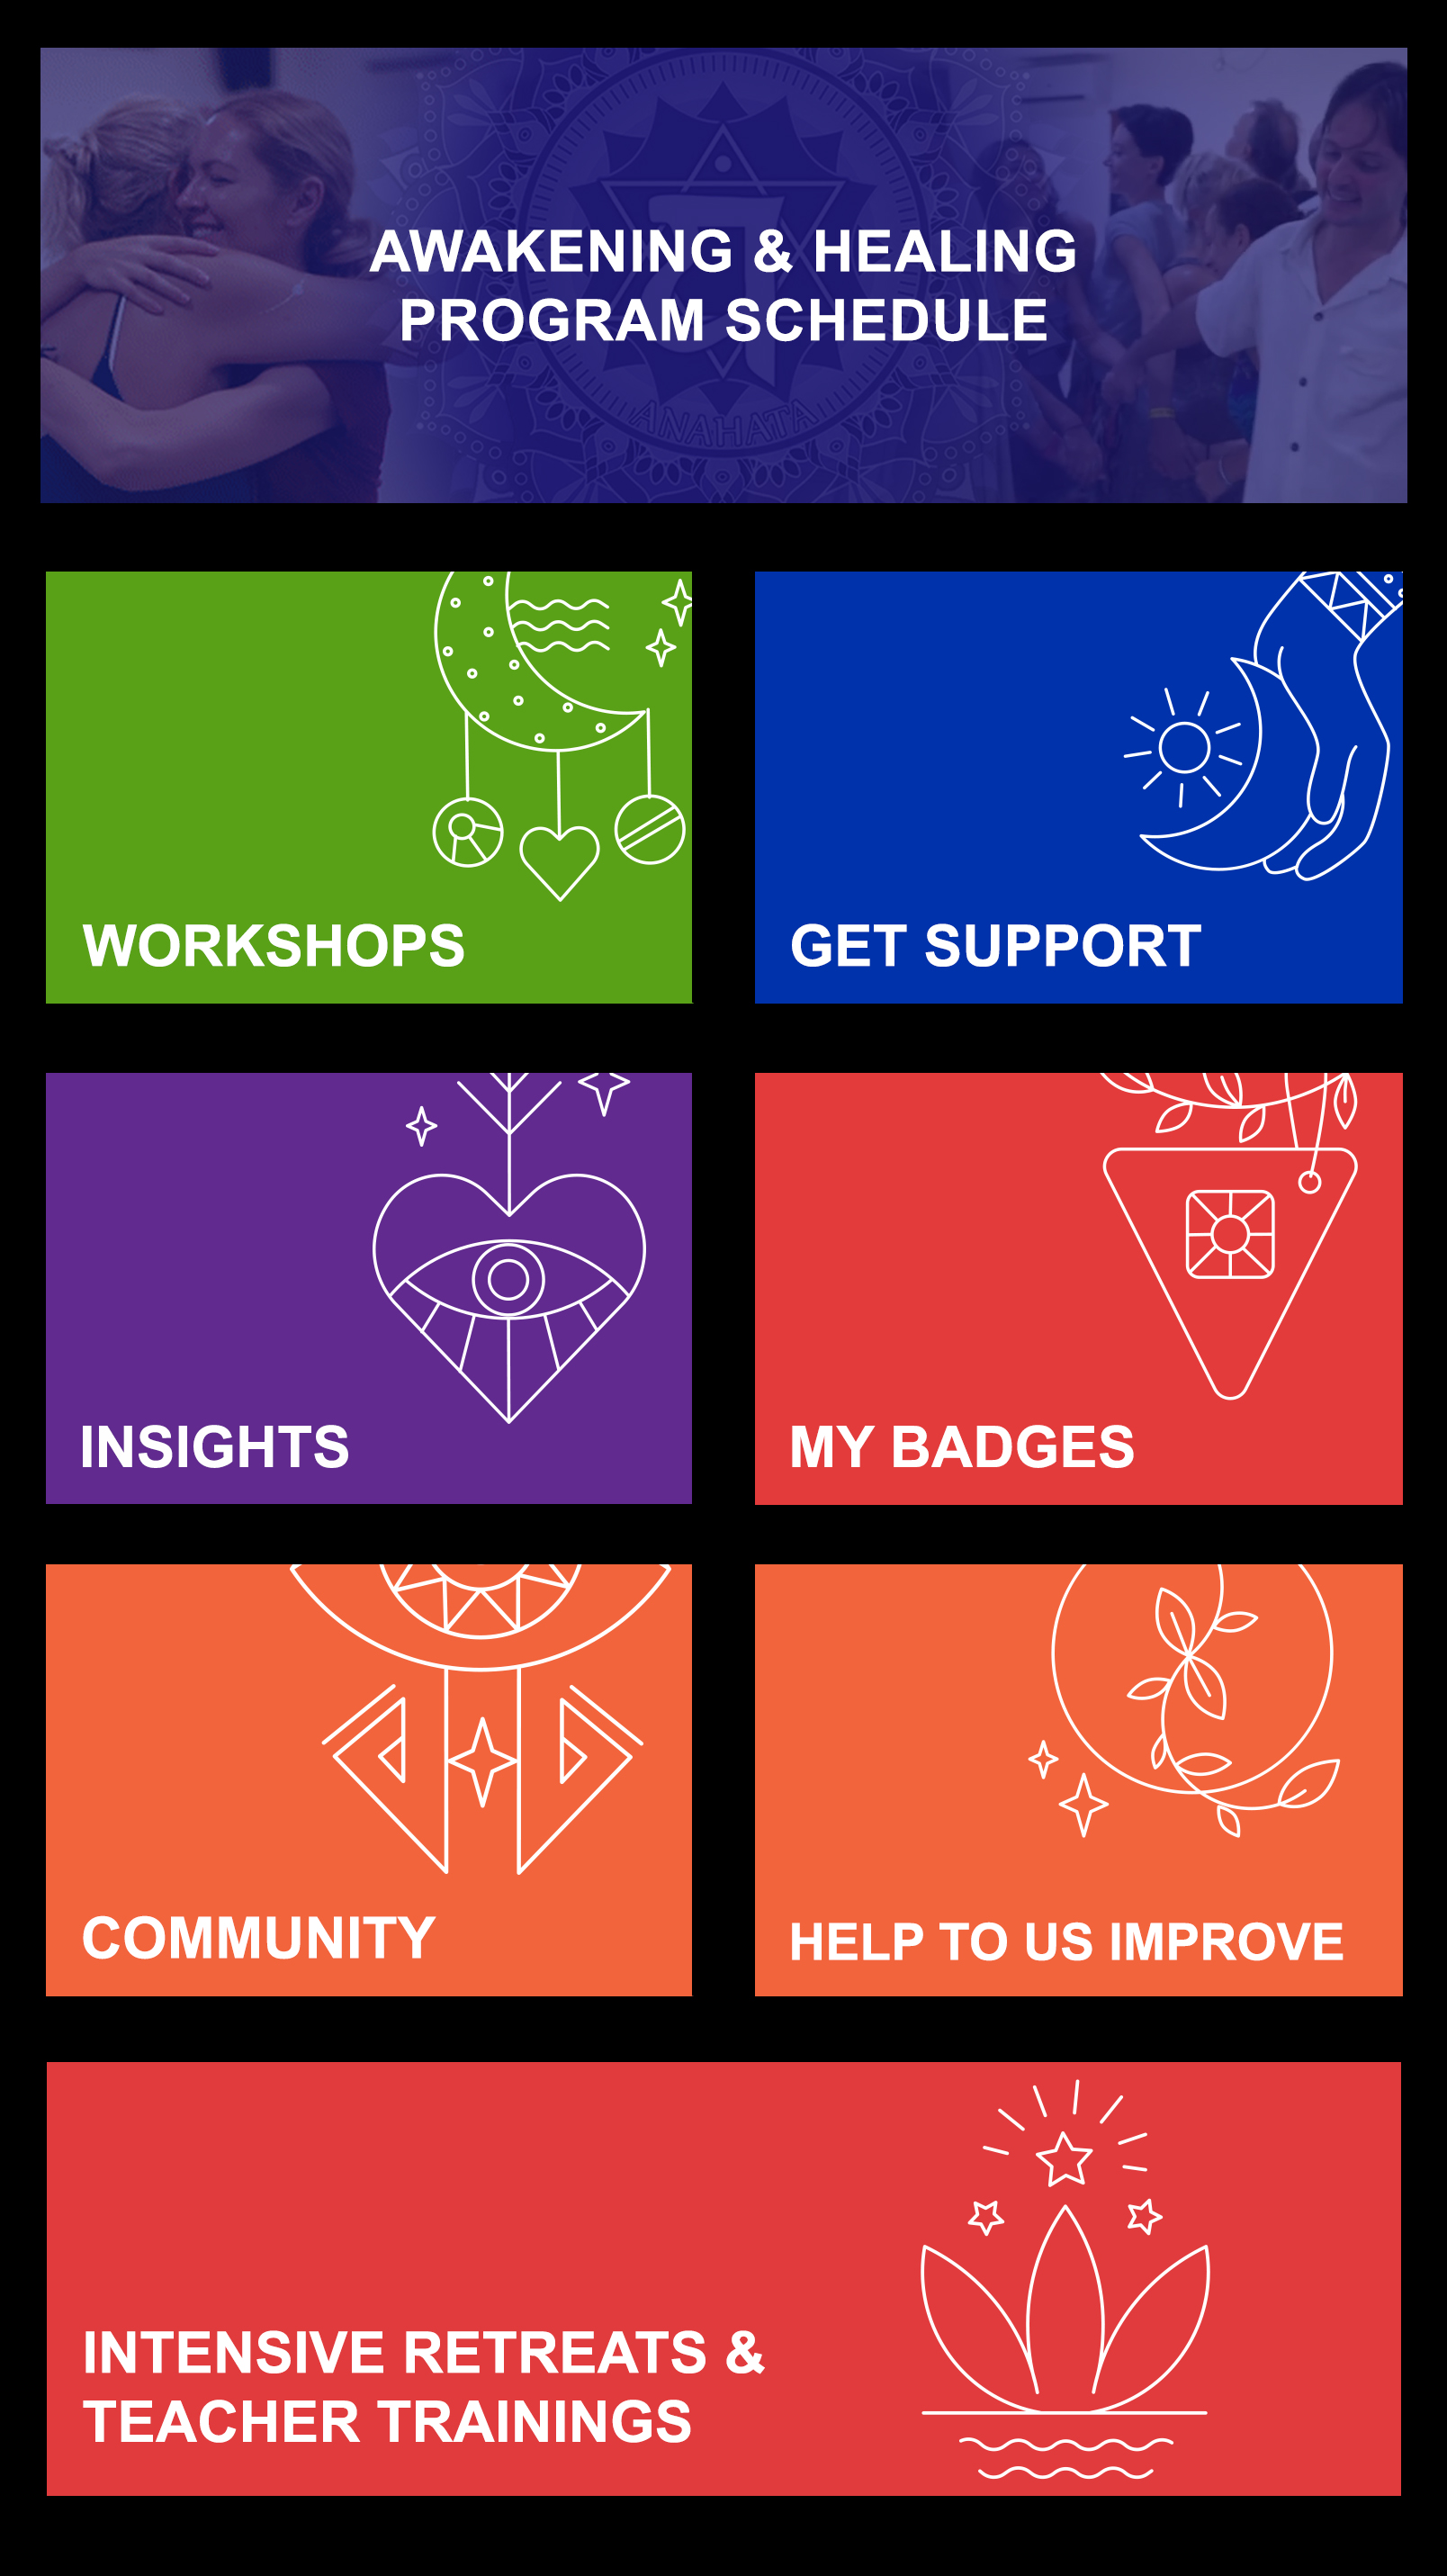 AWAKENING & HEALING
PROGRAM SCHEDULE
ANAHATA
WORKSHOPS
GET SUPPORT
INSIGHTS
MY BADGES
COMMUNITY
HELP TO US IMPROVE
INTENSIVE RETREATS &
TEACHER TRAININGS